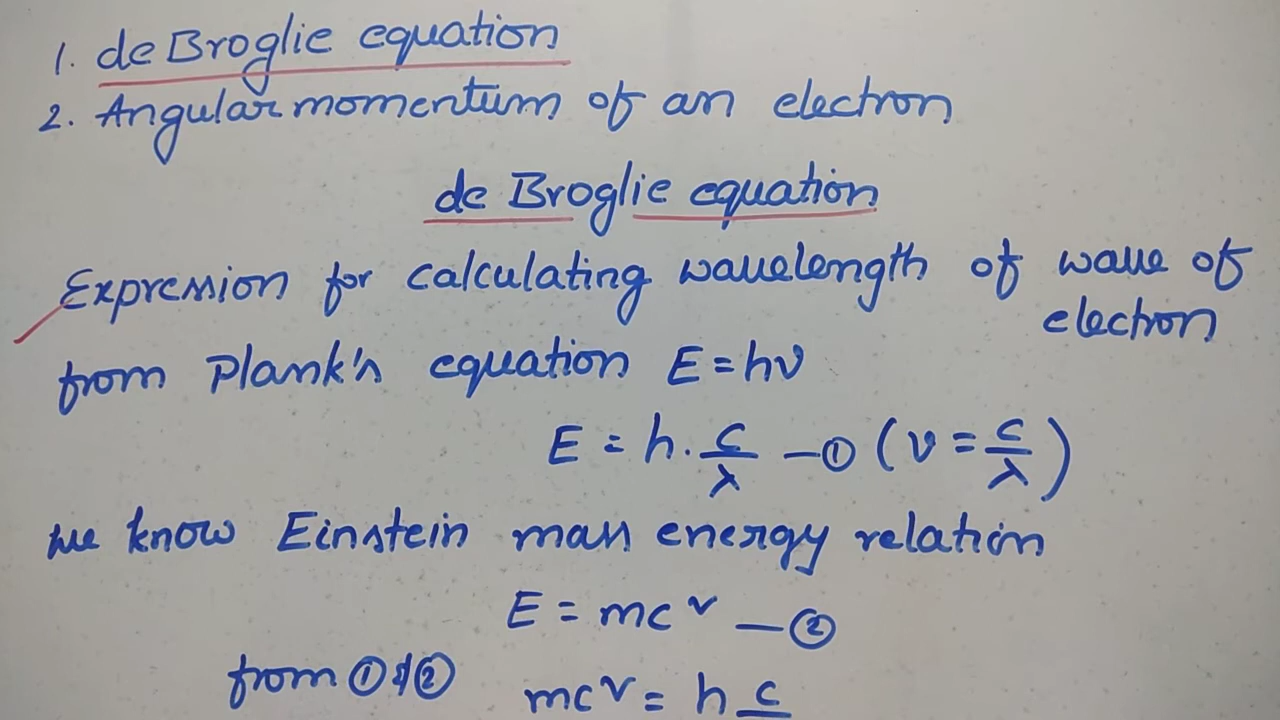 1. de Broglie equation
2. Angular momentum of an electron
de Broglie equation
Expression for calculating wavelength of wave of
electron
from Plank's equation E = hν
E = h. c/λ — ① (ν = c/λ)
we know Einstein mass energy relation
E = mc² — ②
from ① & ② mc² = h c